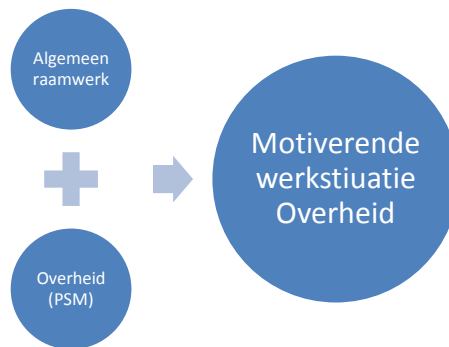 Algemeen
raamwerk
Overheid
(PSM)
Motiverende
werkstiuatie
Overheid